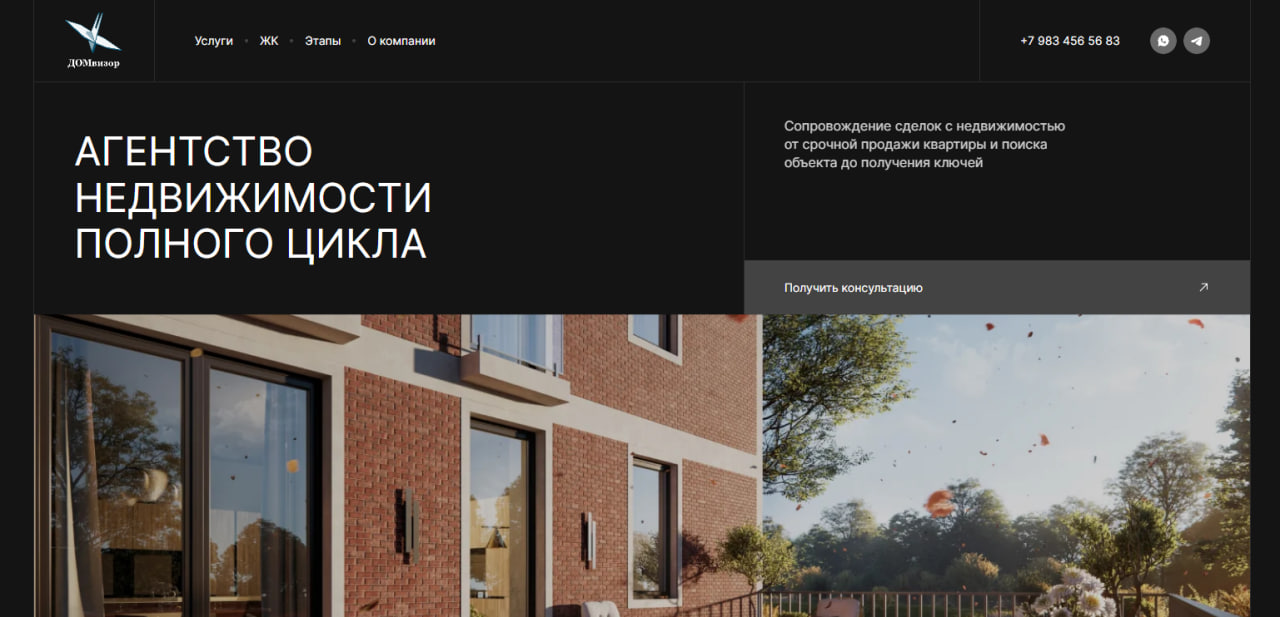 ДОМвизор
Услуги • ЖК • Этапы • О компании
+7 983 456 56 83
АГЕНТСТВО
НЕДВИЖИМОСТИ
ПОЛНОГО ЦИКЛА
Сопровождение сделок с недвижимостью
от срочной продажи квартиры и поиска
объекта до получения ключей
Получить консультацию